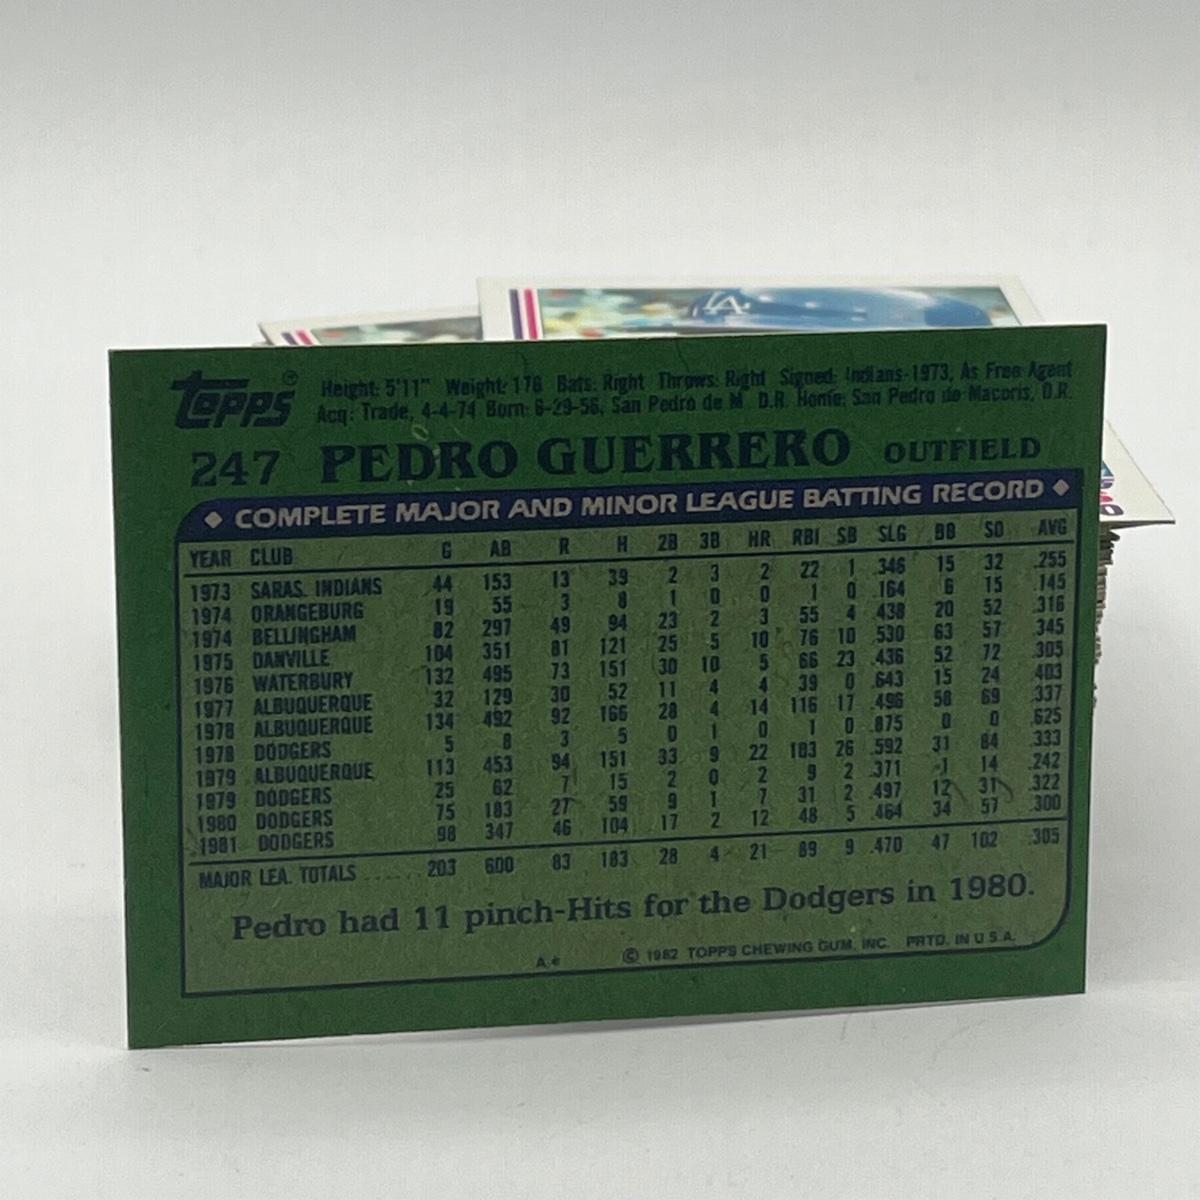 LA
Topps ®
Height: 5'11" Weight: 176 Bats: Right Throws: Right Signed: Indians-1973, As Free Agent
Acq: Trade, 4-4-74 Born: 6-29-56, San Pedro de M D.R. Home: San Pedro de Macoris, D.R.
247 PEDRO GUERRERO OUTFIELD
◆ COMPLETE MAJOR AND MINOR LEAGUE BATTING RECORD ◆
YEAR CLUB G AB R H 2B 3B HR RBI SB SLG BB SO AVG
1973 SARAS. INDIANS 44 153 13 39 2 3 2 22 1 .346 15 32 .255
1974 ORANGEBURG 19 55 3 8 1 0 0 1 0 .164 6 15 .145
1974 BELLINGHAM 82 297 49 94 23 2 3 55 4 .438 20 52 .316
1975 DANVILLE 104 351 81 121 25 5 10 76 10 .530 63 57 .345
1976 WATERBURY 132 495 73 151 30 10 5 66 23 .436 52 72 .305
1977 ALBUQUERQUE 32 129 30 52 11 4 4 39 0 .643 15 24 .403
1978 ALBUQUERQUE 134 492 92 166 28 4 14 116 17 .496 58 69 .337
1978 DODGERS 5 8 3 5 0 1 0 1 0 .875 0 0 .625
1979 ALBUQUERQUE 113 453 94 151 33 9 22 103 26 .592 31 84 .333
1979 DODGERS 25 62 7 15 2 0 2 9 2 .371 1 14 .242
1980 DODGERS 75 183 27 59 9 1 7 31 2 .497 12 31 .322
1981 DODGERS 98 347 46 104 17 2 12 48 5 .464 34 57 .300
MAJOR LEA. TOTALS ..... 203 600 83 183 28 4 21 89 9 .470 47 102 .305
Pedro had 11 pinch-Hits for the Dodgers in 1980.
A* © 1982 TOPPS CHEWING GUM, INC. PRTD. IN U.S.A.